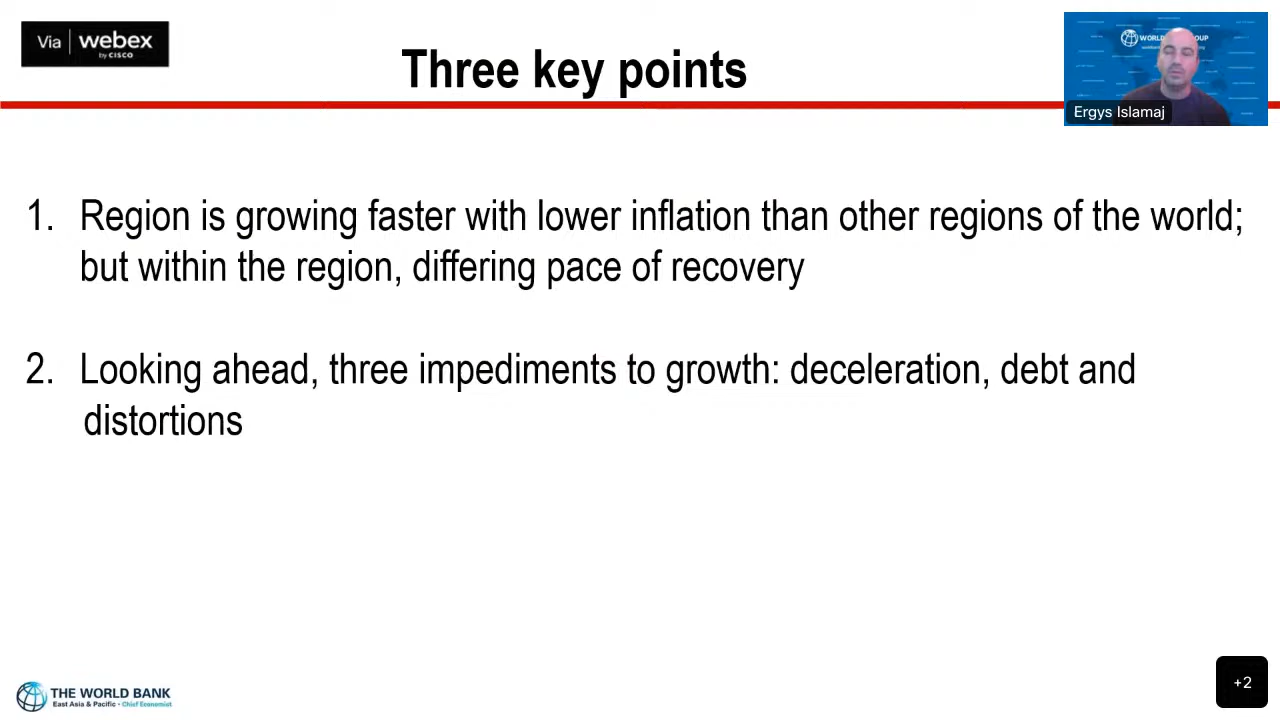 Via webex
by CISCO
Three key points
WORLD
Ergys Islamaj
1. Region is growing faster with lower inflation than other regions of the world;
but within the region, differing pace of recovery
2. Looking ahead, three impediments to growth: deceleration, debt and
distortions
THE WORLD BANK
East Asia & Pacific • Chief Economist
+2